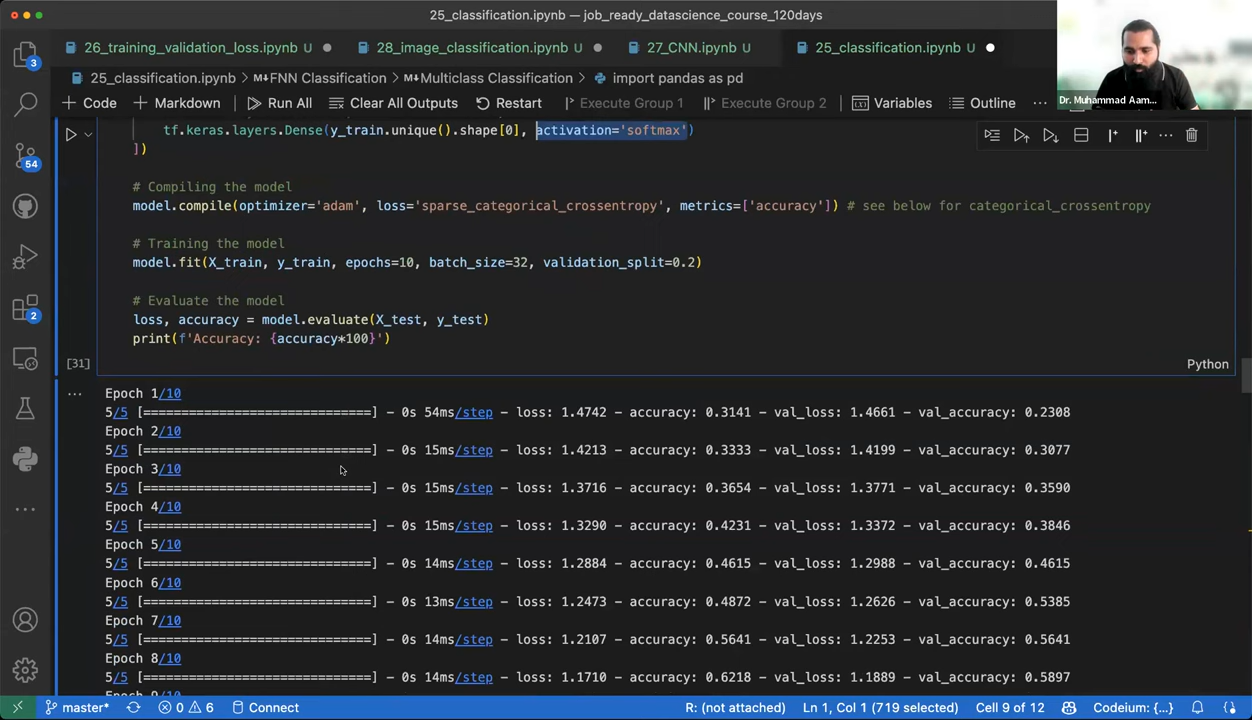 25_classification.ipynb — job_ready_datascience_course_120days
26_training_validation_loss.ipynb U
28_image_classification.ipynb U
27_CNN.ipynb U
25_classification.ipynb U
Dr. Muhammad Aam...
25_classification.ipynb > M↓FNN Classification > M↓Multiclass Classification > import pandas as pd
+ Code + Markdown Run All Clear All Outputs Restart Execute Group 1 Execute Group 2 Variables Outline ...
tf.keras.layers.Dense(y_train.unique().shape[0], activation='softmax')
])
# Compiling the model
model.compile(optimizer='adam', loss='sparse_categorical_crossentropy', metrics=['accuracy']) # see below for categorical_crossentropy
# Training the model
model.fit(X_train, y_train, epochs=10, batch_size=32, validation_split=0.2)
# Evaluate the model
loss, accuracy = model.evaluate(X_test, y_test)
print(f'Accuracy: {accuracy*100}')
[31]
Python
Epoch 1/10
5/5 [==============================] - 0s 54ms/step - loss: 1.4742 - accuracy: 0.3141 - val_loss: 1.4661 - val_accuracy: 0.2308
Epoch 2/10
5/5 [==============================] - 0s 15ms/step - loss: 1.4213 - accuracy: 0.3333 - val_loss: 1.4199 - val_accuracy: 0.3077
Epoch 3/10
5/5 [==============================] - 0s 15ms/step - loss: 1.3716 - accuracy: 0.3654 - val_loss: 1.3771 - val_accuracy: 0.3590
Epoch 4/10
5/5 [==============================] - 0s 15ms/step - loss: 1.3290 - accuracy: 0.4231 - val_loss: 1.3372 - val_accuracy: 0.3846
Epoch 5/10
5/5 [==============================] - 0s 14ms/step - loss: 1.2884 - accuracy: 0.4615 - val_loss: 1.2988 - val_accuracy: 0.4615
Epoch 6/10
5/5 [==============================] - 0s 13ms/step - loss: 1.2473 - accuracy: 0.4872 - val_loss: 1.2626 - val_accuracy: 0.5385
Epoch 7/10
5/5 [==============================] - 0s 14ms/step - loss: 1.2107 - accuracy: 0.5641 - val_loss: 1.2253 - val_accuracy: 0.5641
Epoch 8/10
5/5 [==============================] - 0s 14ms/step - loss: 1.1710 - accuracy: 0.6218 - val_loss: 1.1889 - val_accuracy: 0.5897
Epoch 9/10
3
54
2
master* 0 6 Connect R: (not attached) Ln 1, Col 1 (719 selected) Cell 9 of 12 Codeium: {...}